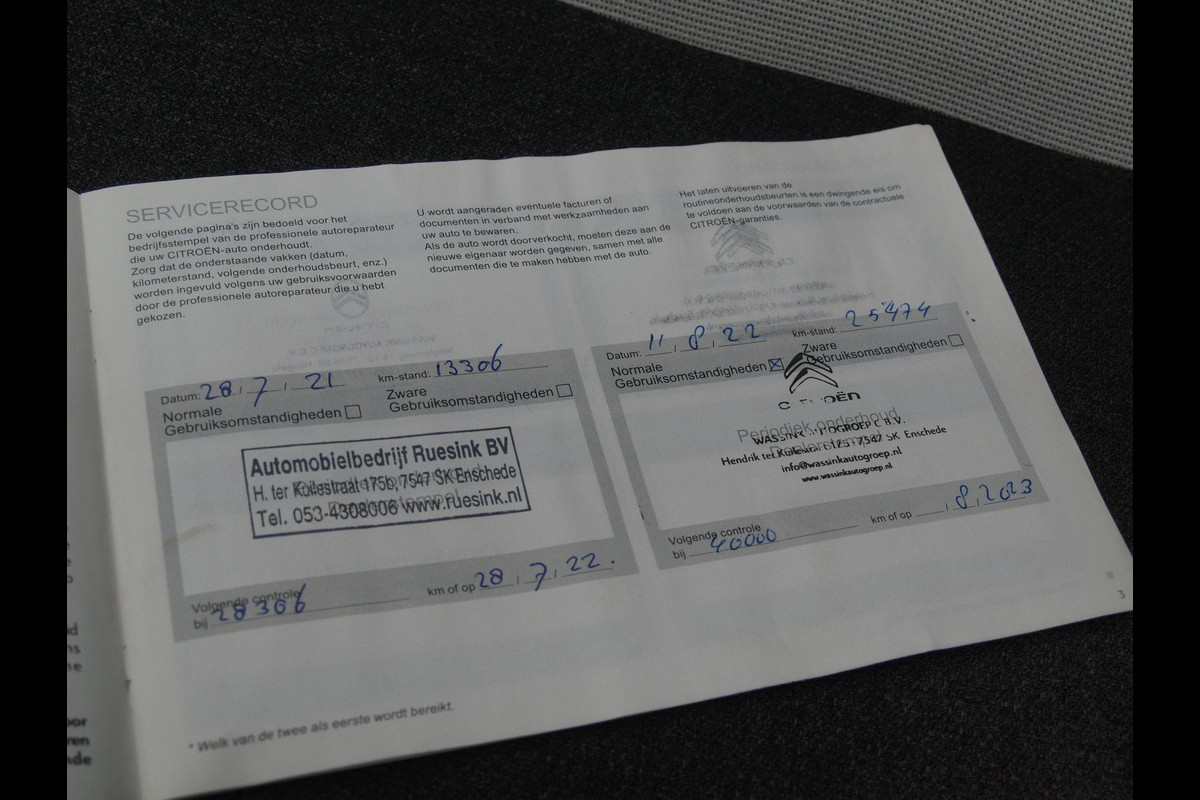 SERVICERECORD
De volgende pagina's zijn bedoeld voor het
bedrijfsstempel van de professionele autoreparateur
die uw CITROËN-auto onderhoudt.
Zorg dat de onderstaande vakken (datum,
kilometerstand, volgende onderhoudsbeurt, enz.)
worden ingevuld volgens uw gebruiksvoorwaarden
door de professionele autoreparateur die u hebt
gekozen.
U wordt aangeraden eventuele facturen of
documenten in verband met werkzaamheden aan
uw auto te bewaren.
Als de auto wordt doorverkocht, moeten deze aan de
nieuwe eigenaar worden gegeven, samen met alle
documenten die te maken hebben met de auto.
Het laten uitvoeren van de
routineonderhoudsbeurten is een dwingende eis om
te voldoen aan de voorwaarden van de contractuele
CITROËN-garanties.
Datum: 28 / 7 / 21 km-stand: 13306
Normale
Gebruiksomstandigheden
Zware
Gebruiksomstandigheden
Automobielbedrijf Ruesink BV
H. ter Kuilestraat 175b, 7547 SK Enschede
Tel. 053-4308006 www.ruesink.nl
Volgende controle
bij 28306 km of op 28 / 7 / 22.
Datum: 11 / 8 / 22 km-stand: 25474
Normale
Gebruiksomstandigheden
Zware
Gebruiksomstandigheden
Periodiek onderhoud
Hendrik ter 7547 SK Enschede
info@wassinkautogroep.nl
www.wassinkautogroep.nl
Volgende controle
bij 40000 km of op / 8 / 2023
* Welk van de twee als eerste wordt bereikt.
3